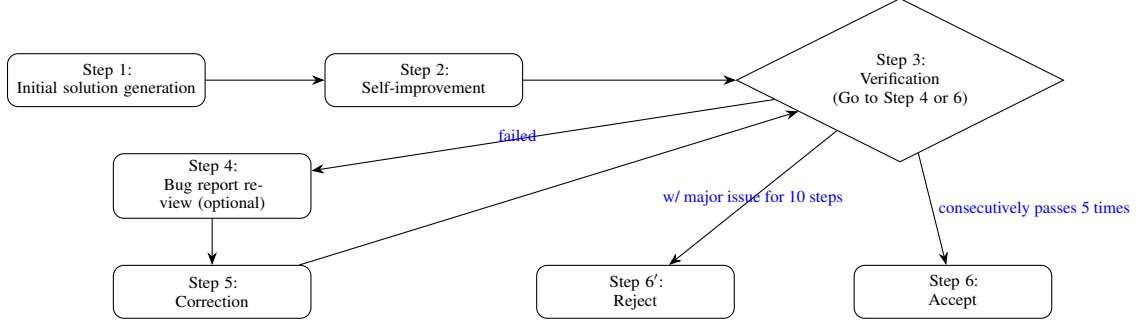 Step 1:
Initial solution generation
Step 2:
Self-improvement
Step 3:
Verification
(Go to Step 4 or 6)
failed
Step 4:
Bug report re-
view (optional)
w/ major issue for 10 steps
consecutively passes 5 times
Step 5:
Correction
Step 6′:
Reject
Step 6:
Accept